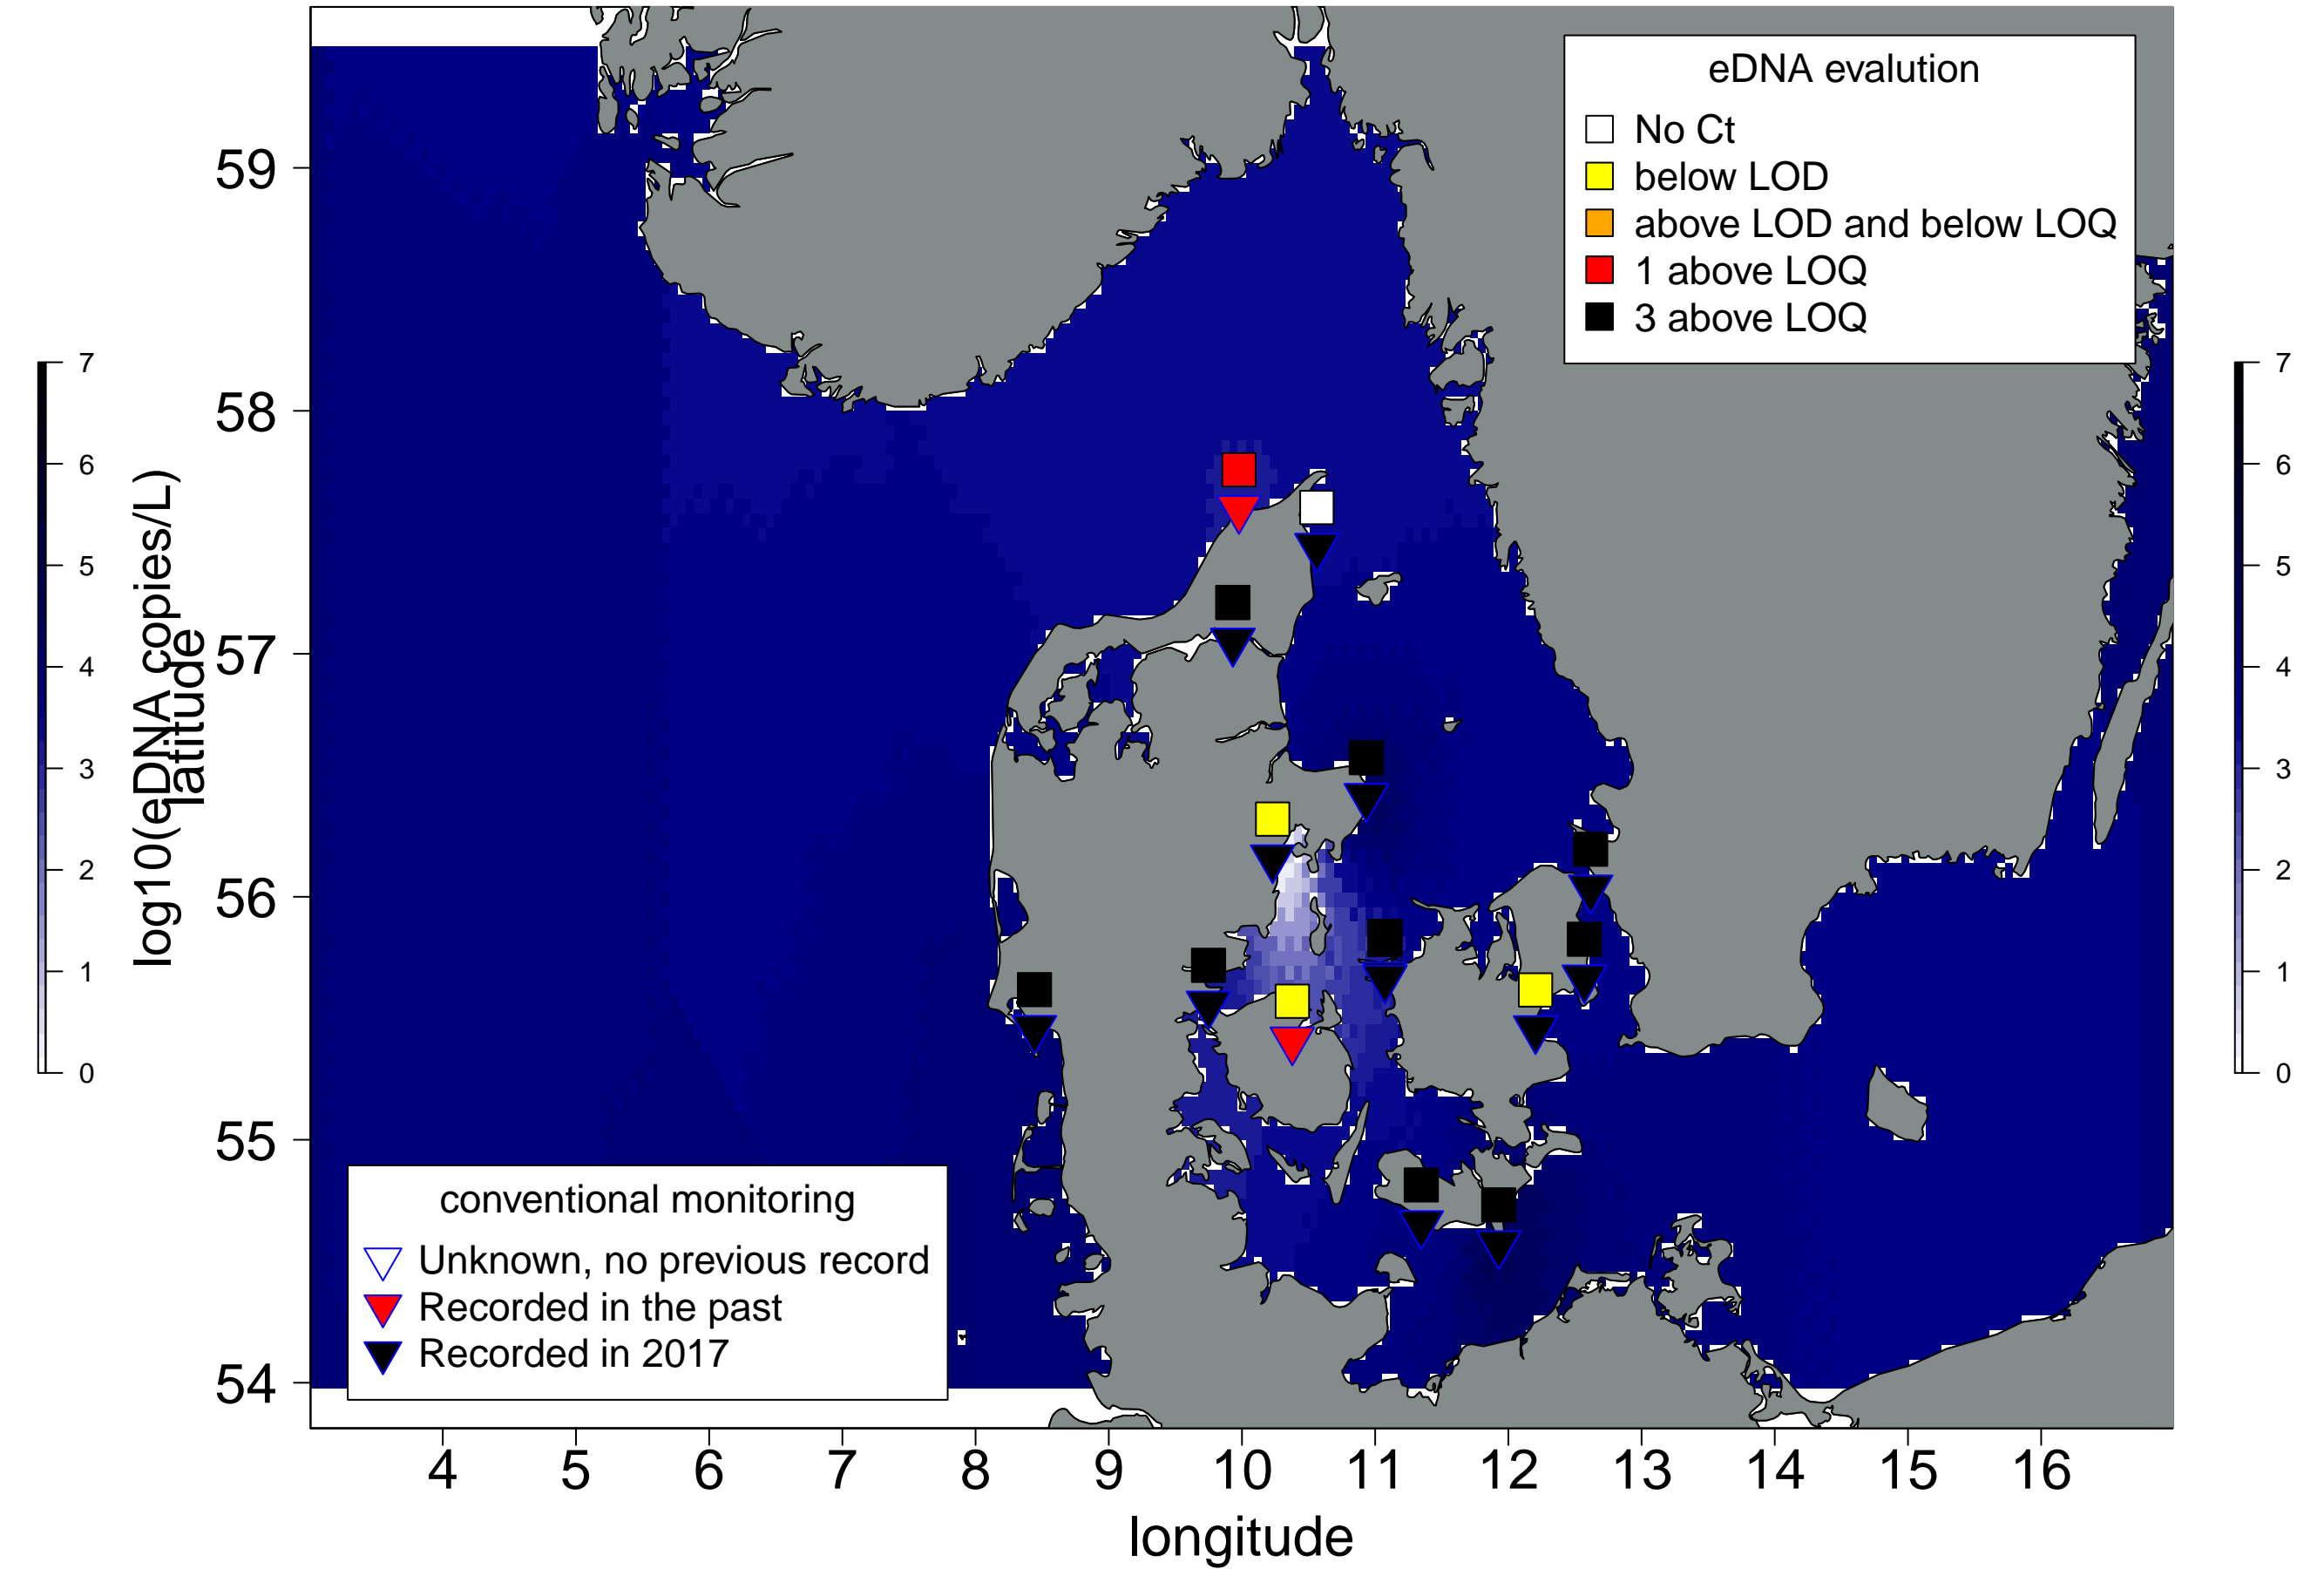 eDNA evalution
No Ct
below LOD
above LOD and below LOQ
1 above LOQ
3 above LOQ
59
58
57
56
55
54
latitude
log10(eDNA copies/L)
7
6
5
4
3
2
1
0
7
6
5
4
3
2
1
0
conventional monitoring
Unknown, no previous record
Recorded in the past
Recorded in 2017
4 5 6 7 8 9 10 11 12 13 14 15 16
longitude